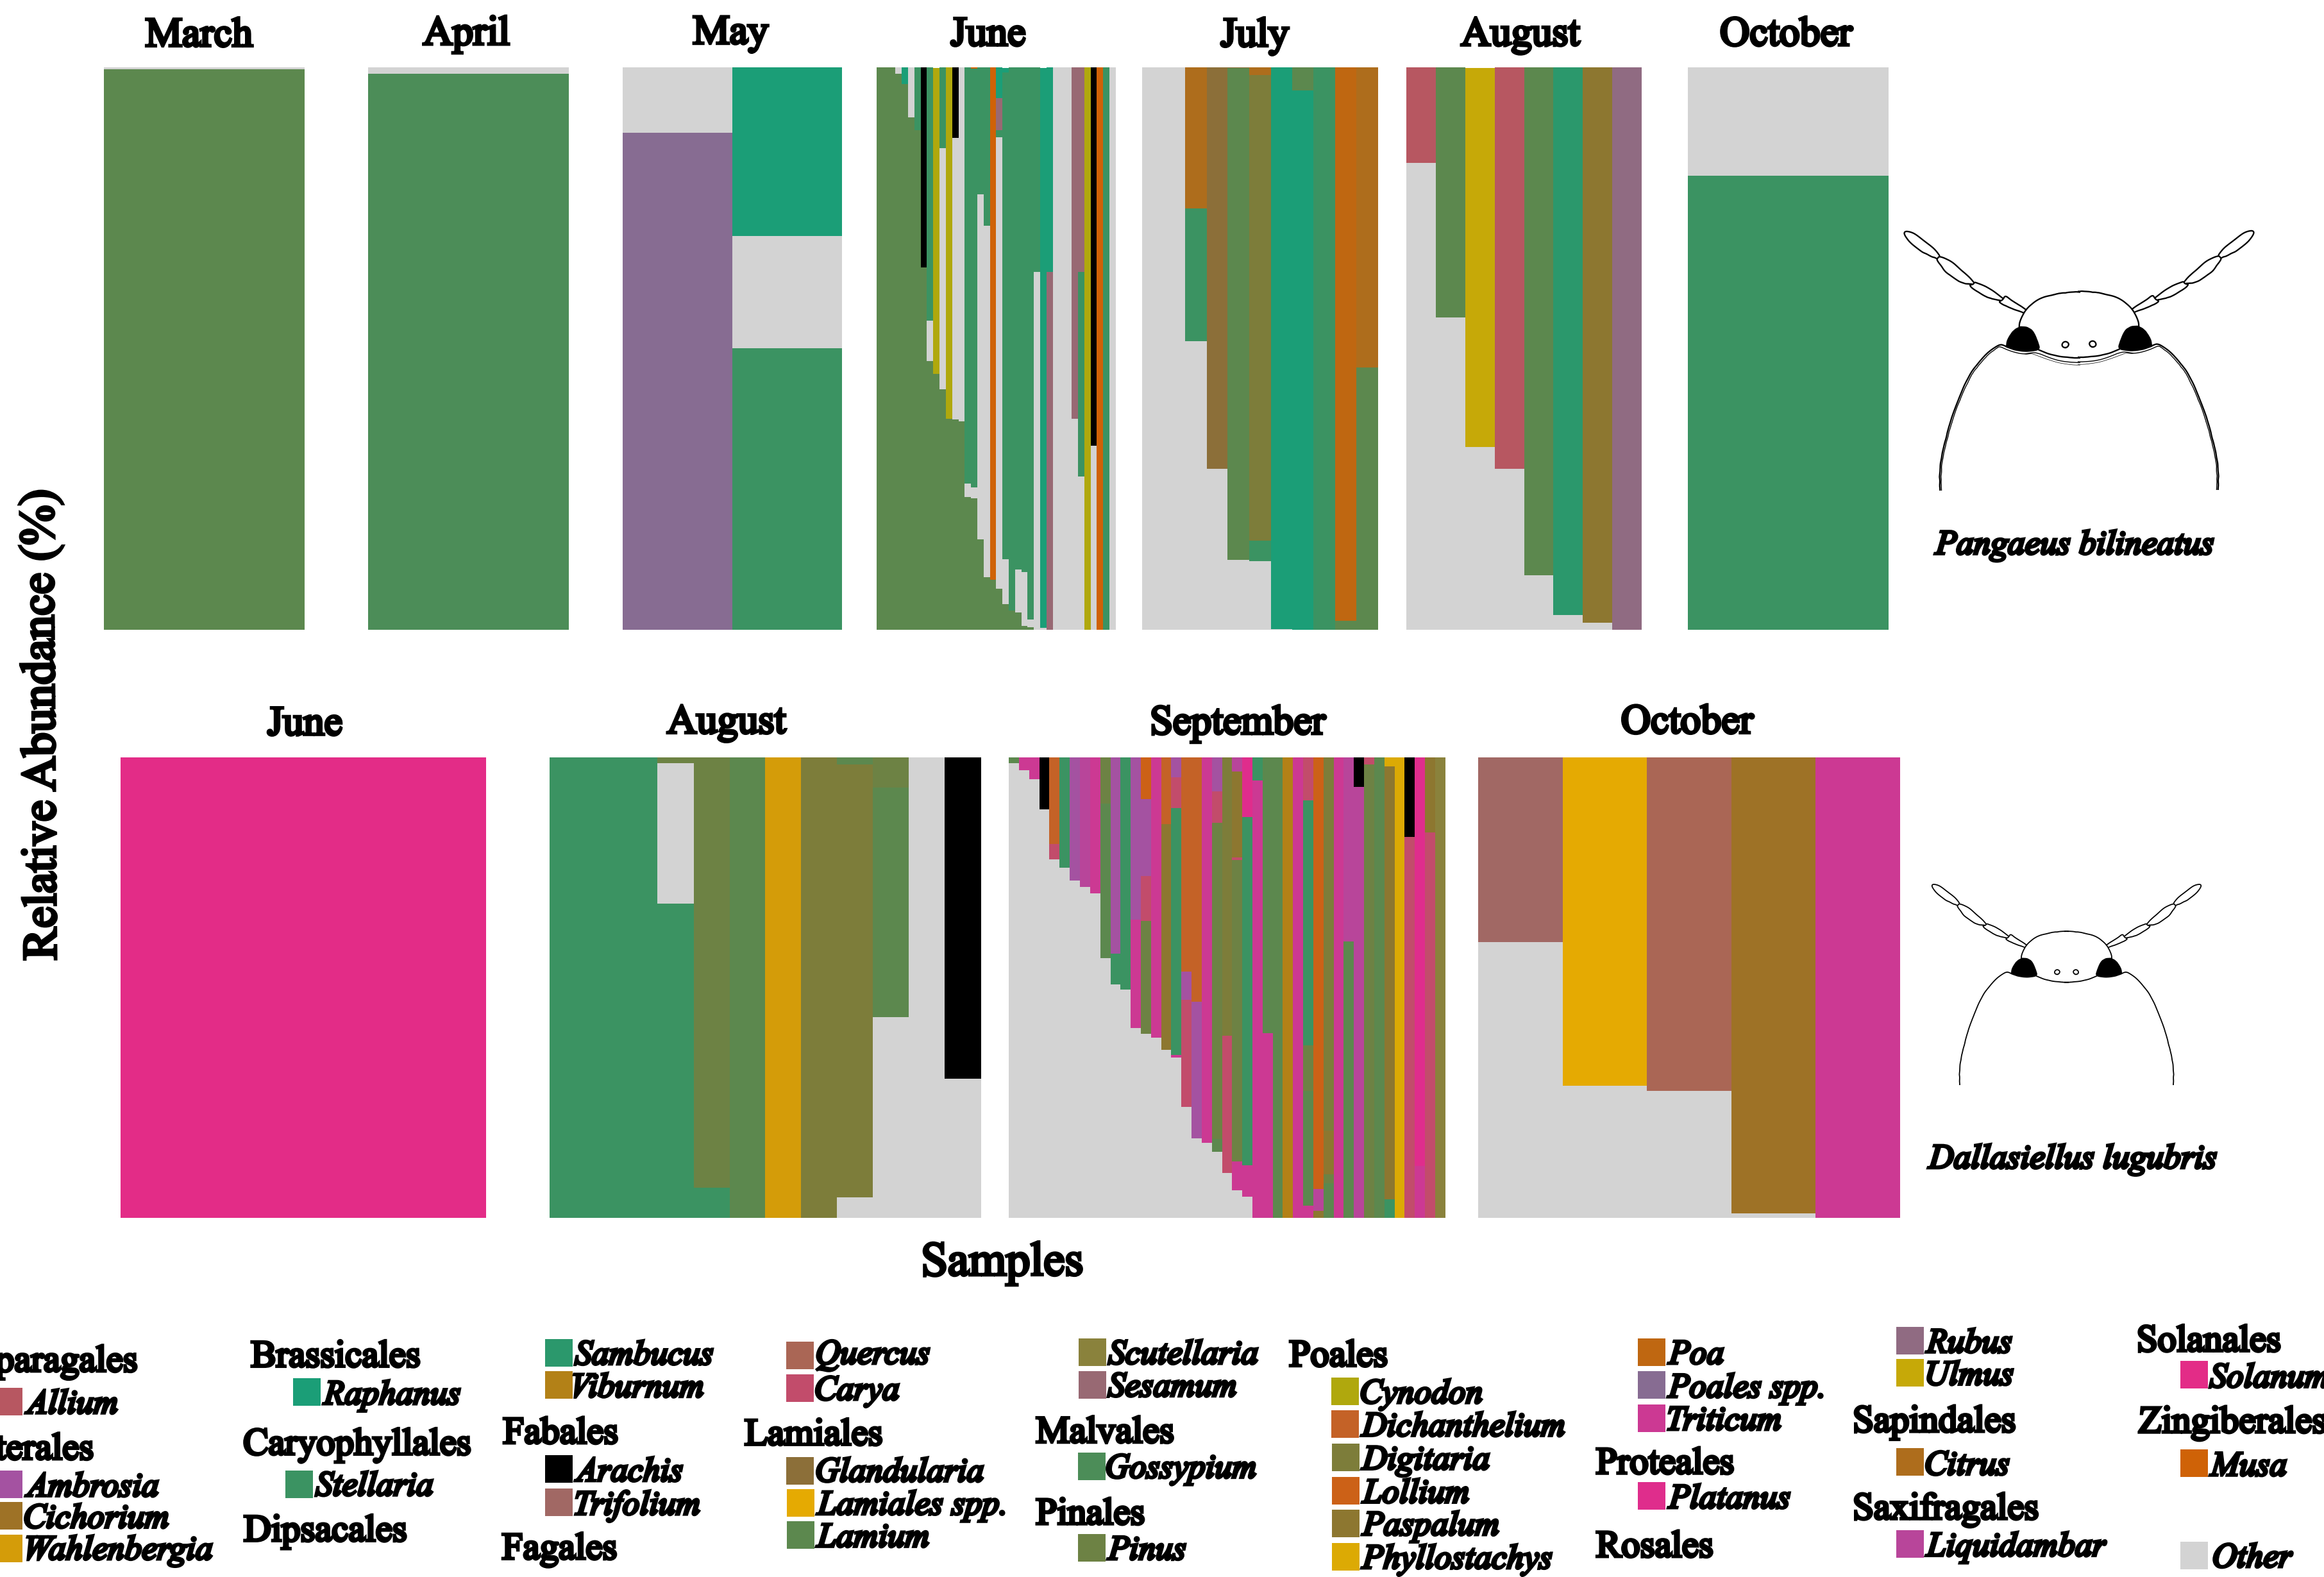 March April May June July August October
Relative Abundance (%)
Pangaeus bilineatus
June August September October
Dallasiellus lugubris
Samples
paragales
Allium
terales
Ambrosia
Cichorium
Wahlenbergia
Brassicales
Raphanus
Caryophyllales
Stellaria
Dipsacales
Sambucus
Viburnum
Fabales
Arachis
Trifolium
Fagales
Quercus
Carya
Lamiales
Glandularia
Lamiales spp.
Lamium
Scutellaria
Sesamum
Malvales
Gossypium
Pinales
Pinus
Poales
Cynodon
Dichanthelium
Digitaria
Lollium
Paspalum
Phyllostachys
Poa
Poales spp.
Triticum
Proteales
Platanus
Rosales
Rubus
Ulmus
Sapindales
Citrus
Saxifragales
Liquidambar
Solanales
Solanum
Zingiberales
Musa
Other